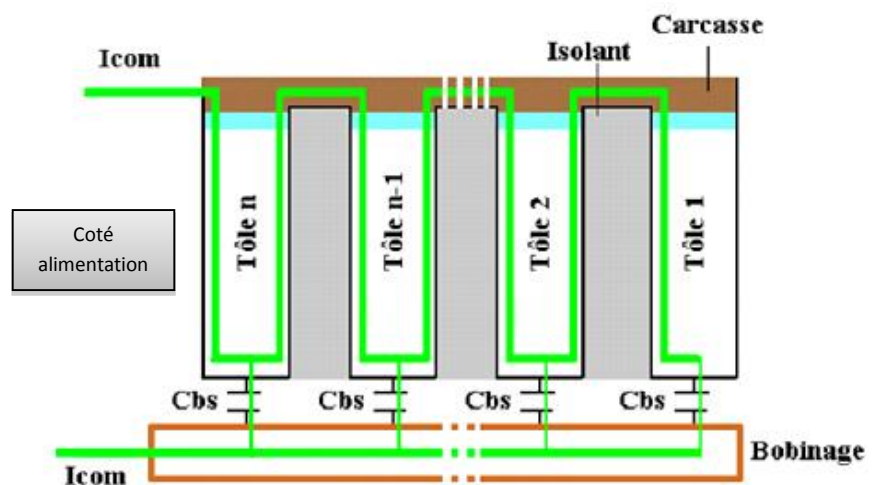 Carcasse
Icom
Isolant
Coté
alimentation
Tôle n
Tôle n-1
Tôle 2
Tôle 1
Cbs
Cbs
Cbs
Cbs
Bobinage
Icom